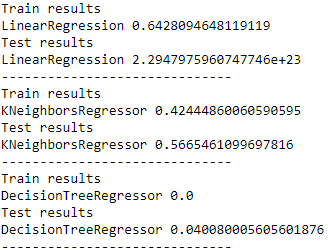 Train results
LinearRegression 0.6428094648119119
Test results
LinearRegression 2.2947975960747746e+23
------------------------------
Train results
KNeighborsRegressor 0.42444860060590595
Test results
KNeighborsRegressor 0.5665461099697816
------------------------------
Train results
DecisionTreeRegressor 0.0
Test results
DecisionTreeRegressor 0.040080005605601876
------------------------------